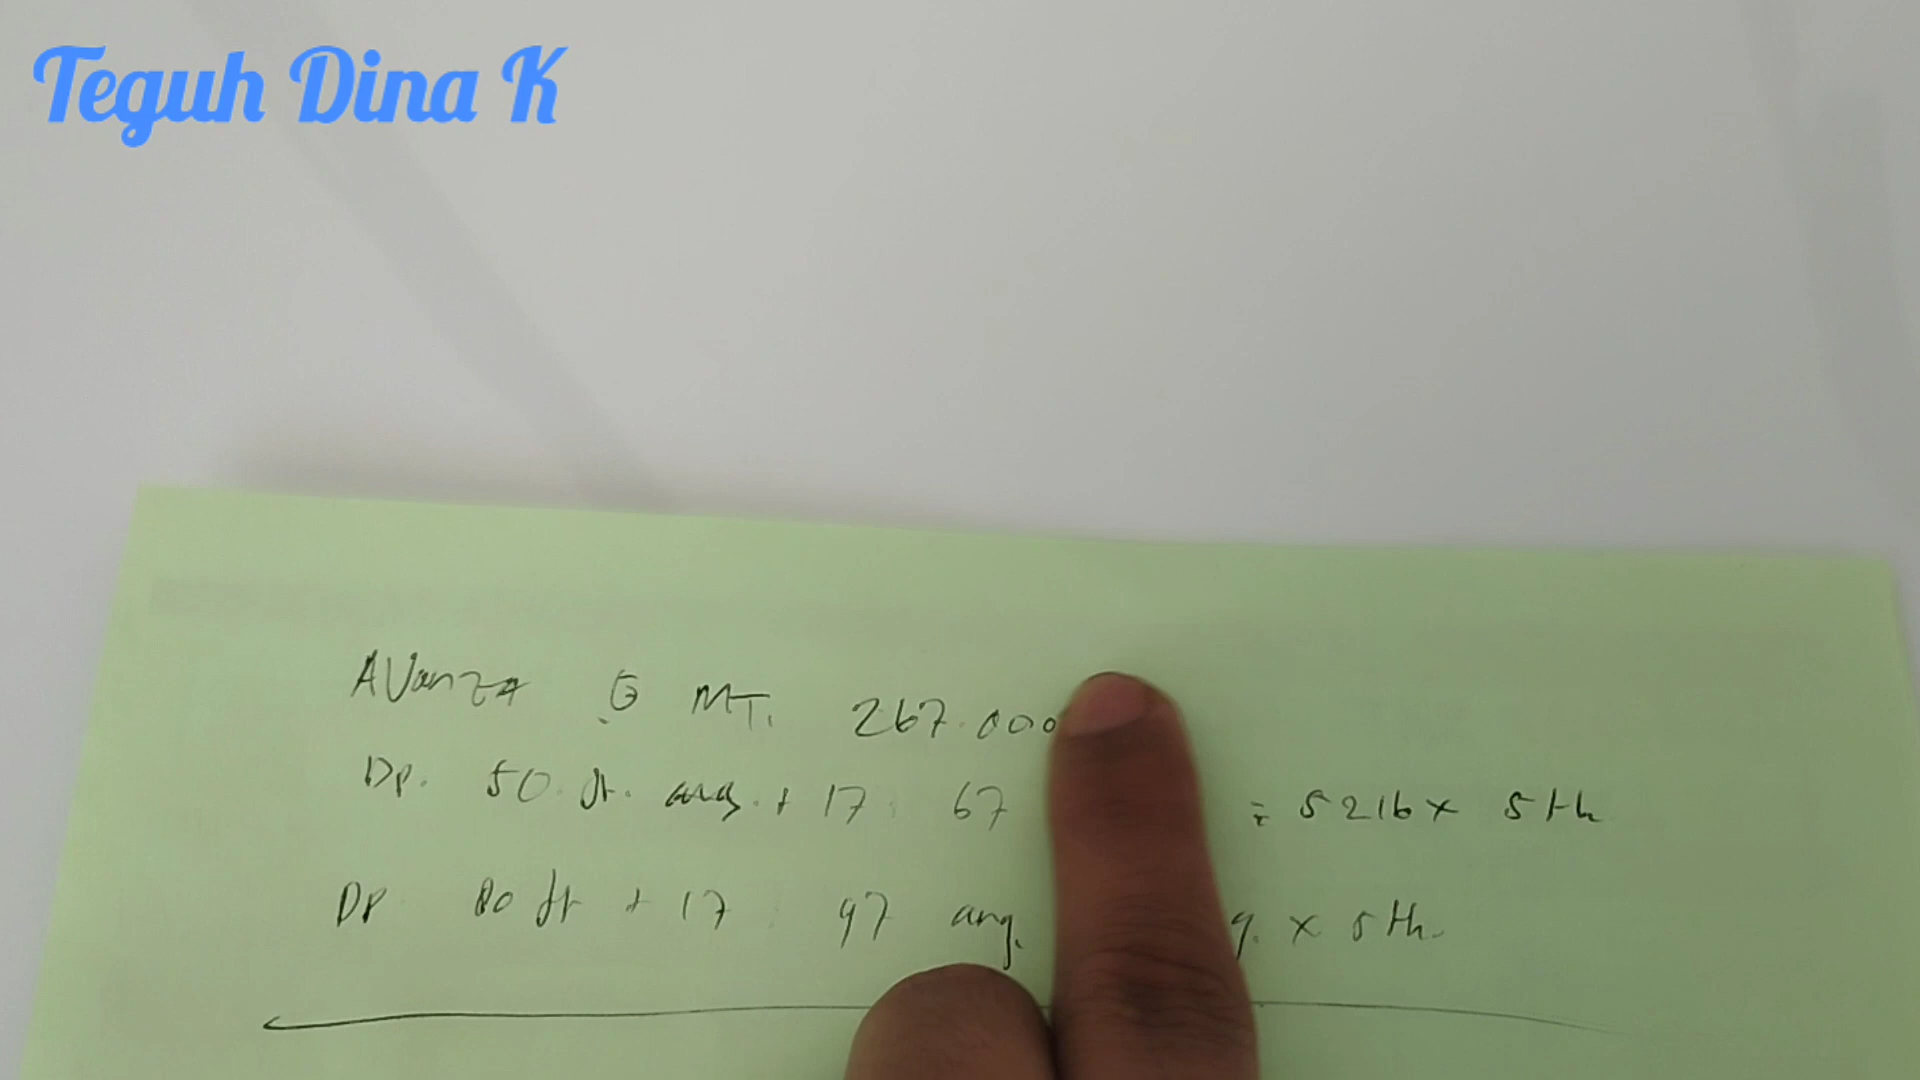 Teguh Dina K
Avanza G MT. 267.000
DP. 50 jt. ang. + 17 : 67 = 5216 x 5 th
DP 80 jt + 17 : 97 ang. x 5 th.